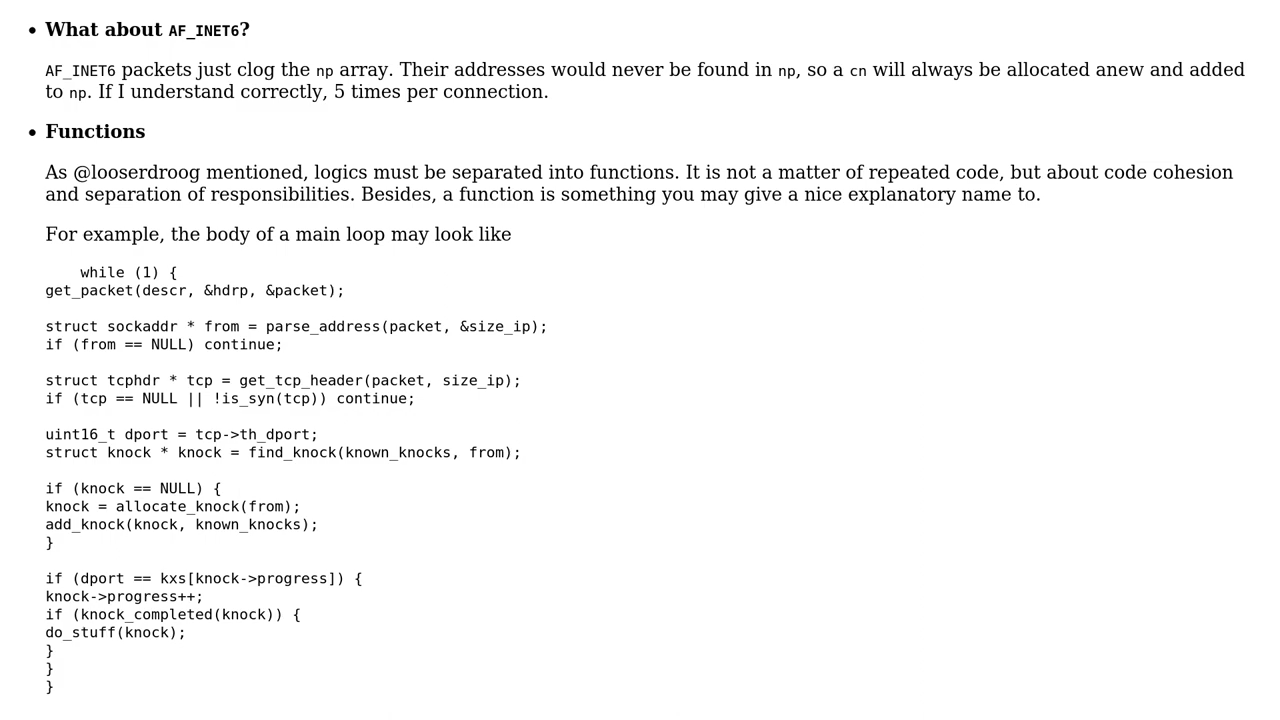 • What about AF_INET6?
AF_INET6 packets just clog the np array. Their addresses would never be found in np, so a cn will always be allocated anew and added
to np. If I understand correctly, 5 times per connection.
• Functions
As @looserdroog mentioned, logics must be separated into functions. It is not a matter of repeated code, but about code cohesion
and separation of responsibilities. Besides, a function is something you may give a nice explanatory name to.
For example, the body of a main loop may look like
    while (1) {
get_packet(descr, &hdrp, &packet);
struct sockaddr * from = parse_address(packet, &size_ip);
if (from == NULL) continue;
struct tcphdr * tcp = get_tcp_header(packet, size_ip);
if (tcp == NULL || !is_syn(tcp)) continue;
uint16_t dport = tcp->th_dport;
struct knock * knock = find_knock(known_knocks, from);
if (knock == NULL) {
knock = allocate_knock(from);
add_knock(knock, known_knocks);
}
if (dport == kxs[knock->progress]) {
knock->progress++;
if (knock_completed(knock)) {
do_stuff(knock);
}
}
}